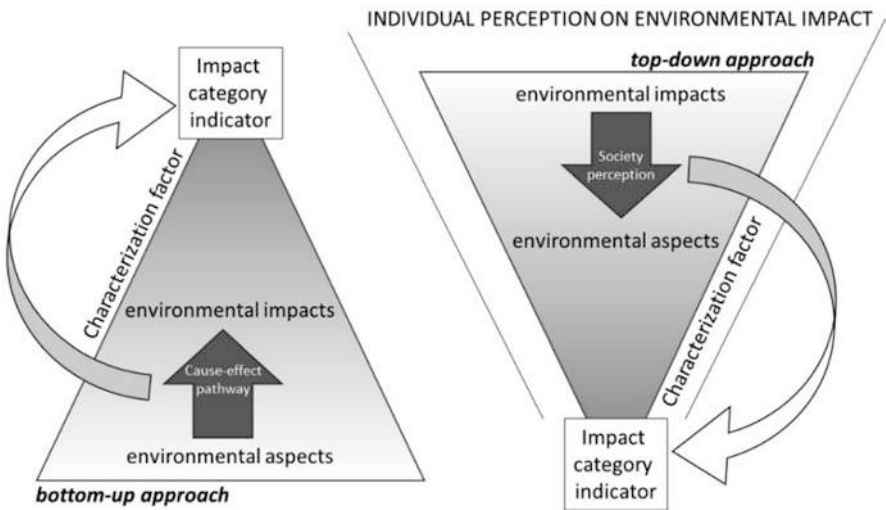 Impact
category
indicator
Characterization factor
environmental impacts
Cause-effect
pathway
environmental aspects
bottom-up approach
INDIVIDUAL PERCEPTION ON ENVIRONMENTAL IMPACT
top-down approach
environmental impacts
Society
perception
environmental aspects
Characterization factor
Impact
category
indicator